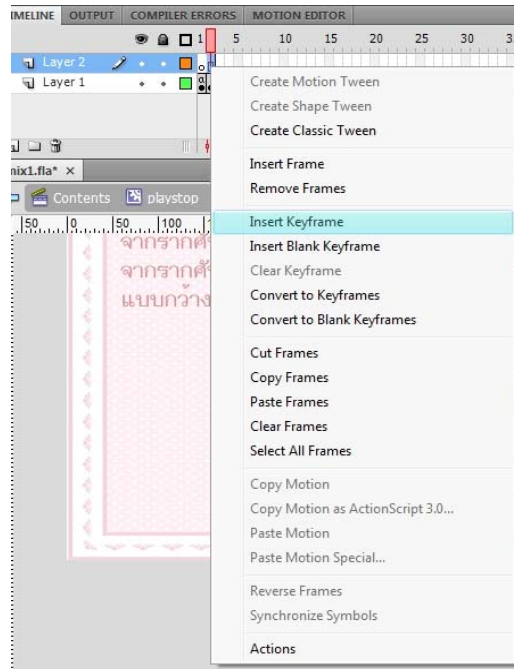 TIMELINE OUTPUT COMPILER ERRORS MOTION EDITOR
1 5 10 15 20 25 30
Layer 2
Layer 1
mix1.fla* ×
Contents playstop
50 0 50 100
จากรากศั
จากรากศั
แบบกว้าง
Create Motion Tween
Create Shape Tween
Create Classic Tween
Insert Frame
Remove Frames
Insert Keyframe
Insert Blank Keyframe
Clear Keyframe
Convert to Keyframes
Convert to Blank Keyframes
Cut Frames
Copy Frames
Paste Frames
Clear Frames
Select All Frames
Copy Motion
Copy Motion as ActionScript 3.0...
Paste Motion
Paste Motion Special...
Reverse Frames
Synchronize Symbols
Actions